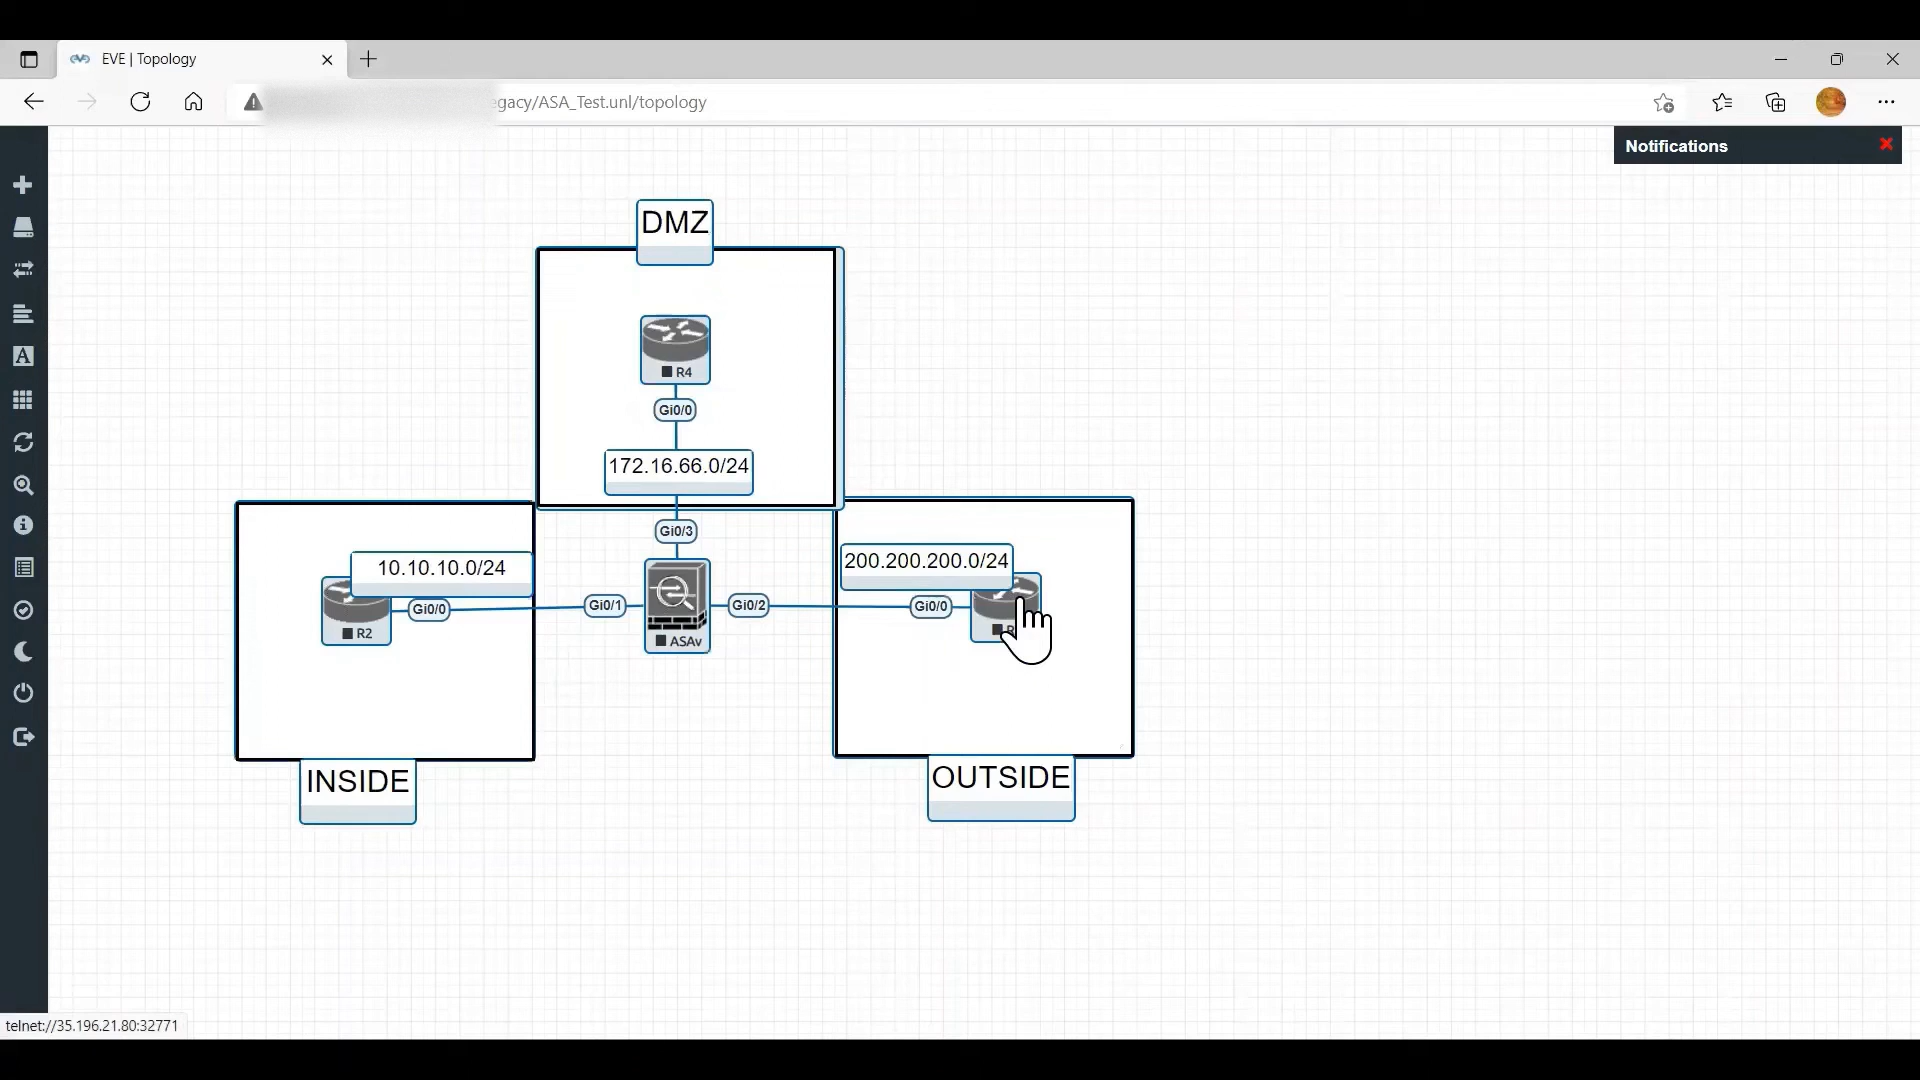 EVE | Topology
egacy/ASA_Test.unl/topology
Notifications
DMZ
R4
Gi0/0
172.16.66.0/24
Gi0/3
10.10.10.0/24
200.200.200.0/24
Gi0/0
Gi0/1
Gi0/2
Gi0/0
R2
ASAv
INSIDE
OUTSIDE
telnet://35.196.21.80:32771